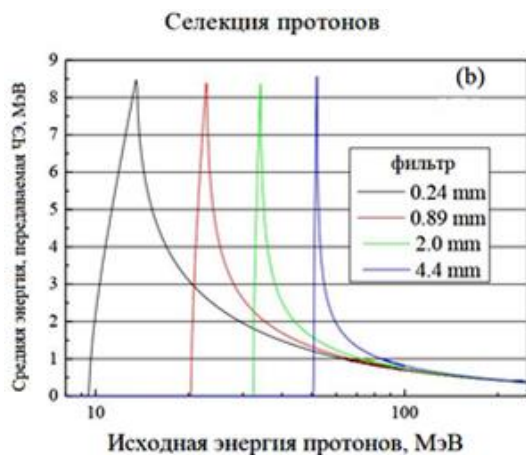 Селекция протонов
(b)
Средняя энергия, передаваемая ЧЭ, МэВ
9
8
7
6
5
4
3
2
1
0
фильтр
0.24 mm
0.89 mm
2.0 mm
4.4 mm
10
100
Исходная энергия протонов, МэВ